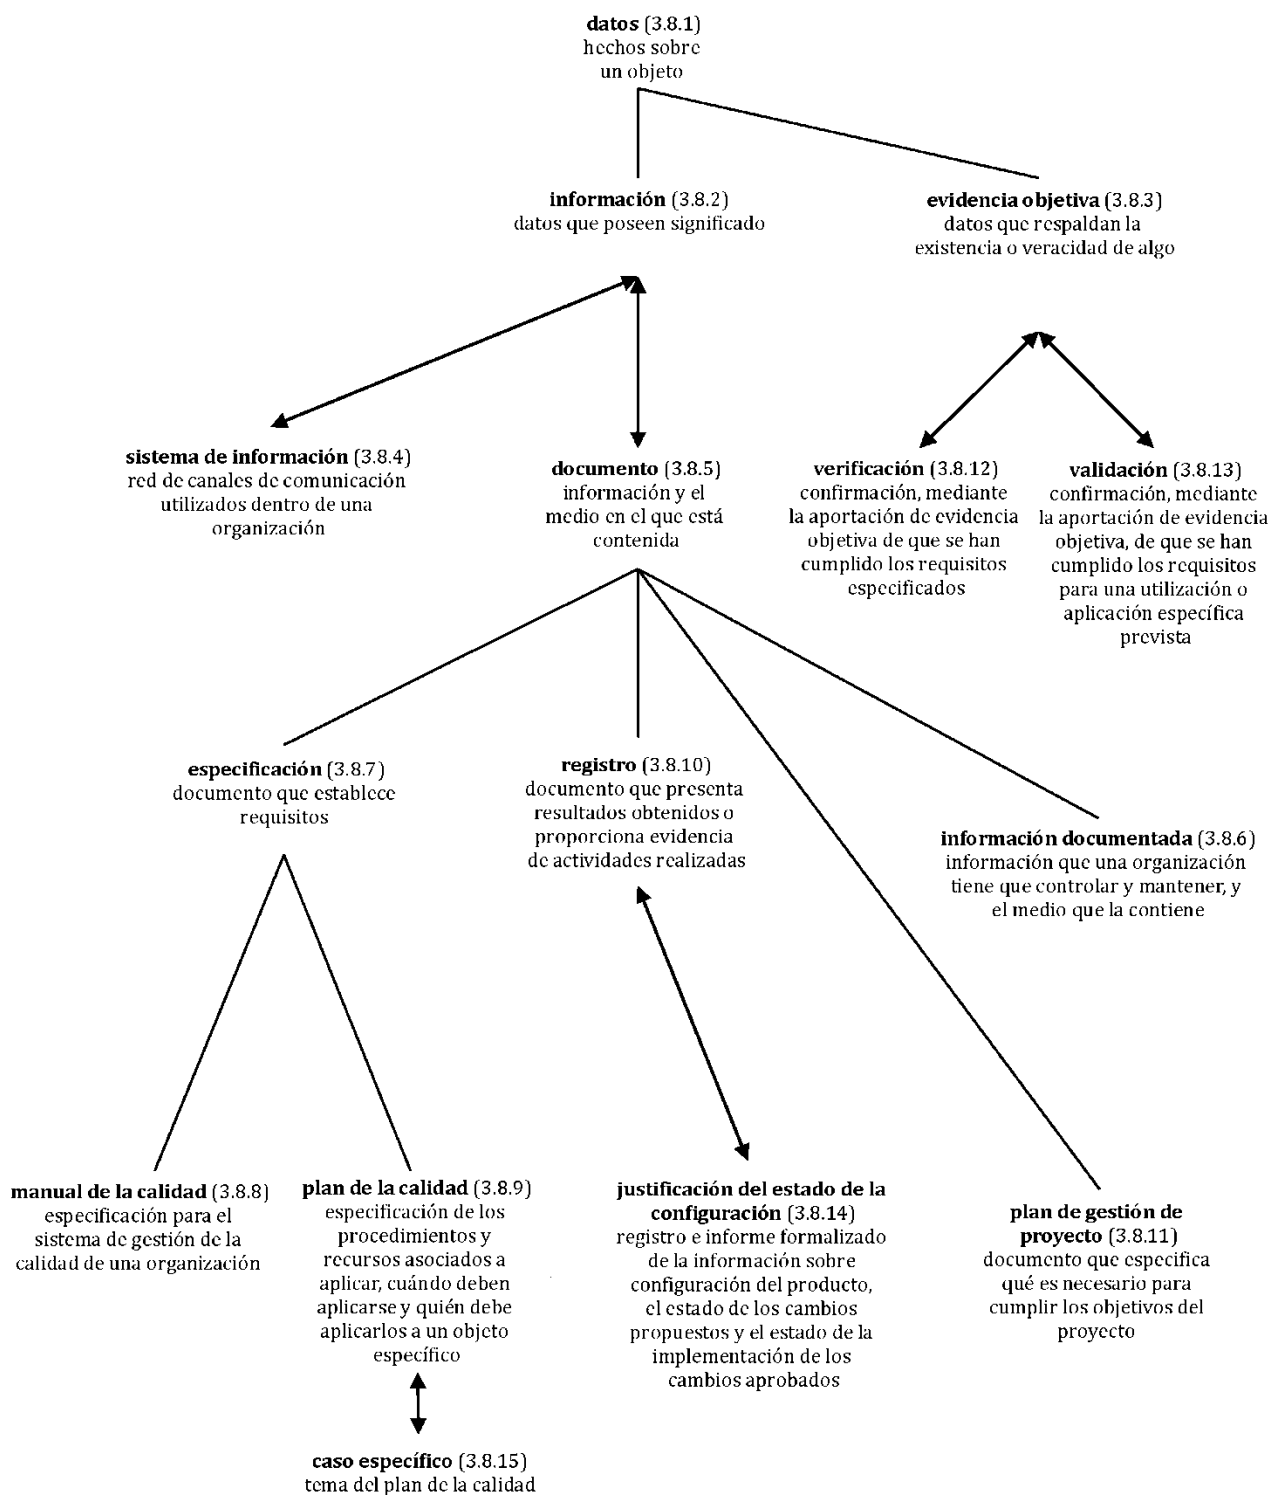 datos (3.8.1)
hechos sobre
un objeto
información (3.8.2)
datos que poseen significado
evidencia objetiva (3.8.3)
datos que respaldan la
existencia o veracidad de algo
sistema de información (3.8.4)
red de canales de comunicación
utilizados dentro de una
organización
documento (3.8.5)
información y el
medio en el que está
contenida
verificación (3.8.12)
confirmación, mediante
la aportación de evidencia
objetiva de que se han
cumplido los requisitos
especificados
validación (3.8.13)
confirmación, mediante
la aportación de evidencia
objetiva, de que se han
cumplido los requisitos
para una utilización o
aplicación específica
prevista
especificación (3.8.7)
documento que establece
requisitos
registro (3.8.10)
documento que presenta
resultados obtenidos o
proporciona evidencia
de actividades realizadas
información documentada (3.8.6)
información que una organización
tiene que controlar y mantener, y
el medio que la contiene
manual de la calidad (3.8.8)
especificación para el
sistema de gestión de la
calidad de una organización
plan de la calidad (3.8.9)
especificación de los
procedimientos y
recursos asociados a
aplicar, cuándo deben
aplicarse y quién debe
aplicarlos a un objeto
específico
justificación del estado de la
configuración (3.8.14)
registro e informe formalizado
de la información sobre
configuración del producto,
el estado de los cambios
propuestos y el estado de la
implementación de los
cambios aprobados
plan de gestión de
proyecto (3.8.11)
documento que especifica
qué es necesario para
cumplir los objetivos del
proyecto
caso específico (3.8.15)
tema del plan de la calidad